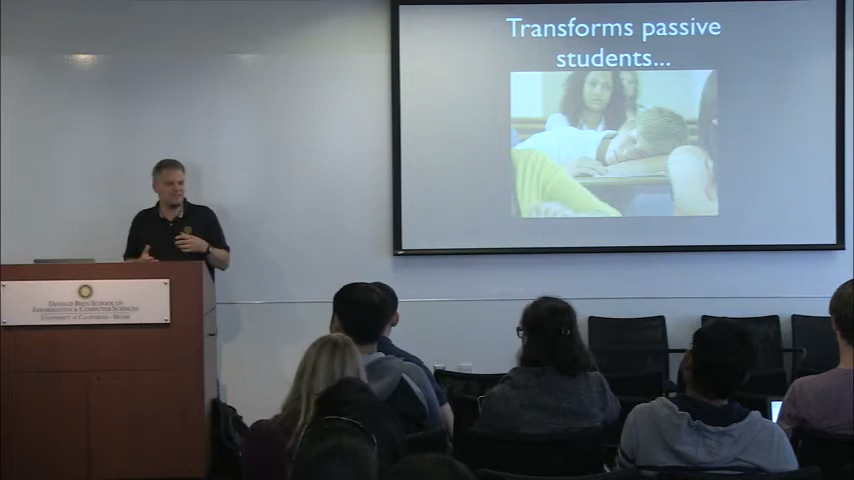 Transforms passive
students...
Donald Bren School of
Information & Computer Sciences
University of California · Irvine